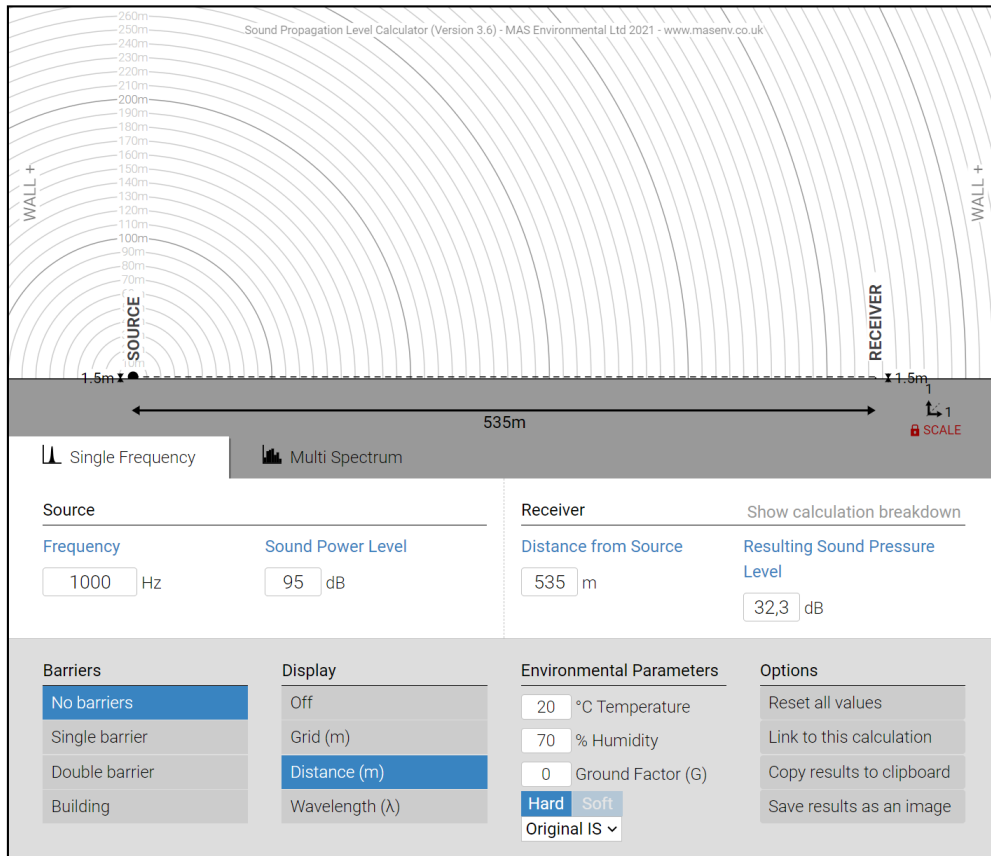 260m
250m
Sound Propagation Level Calculator (Version 3.6) - MAS Environmental Ltd 2021 - www.masenv.co.uk
240m
230m
220m
210m
200m
190m
180m
170m
160m
150m
WALL +
WALL +
140m
130m
120m
110m
100m
90m
80m
70m
SOURCE
RECEIVER
1.5m
1.5m
1
1
535m
SCALE
Single Frequency
Multi Spectrum
Source
Receiver
Show calculation breakdown
Frequency
Sound Power Level
Distance from Source
Resulting Sound Pressure
Level
1000 Hz
95 dB
535 m
32,3 dB
Barriers
Display
Environmental Parameters
Options
No barriers
Off
20 °C Temperature
Reset all values
Single barrier
Grid (m)
70 % Humidity
Link to this calculation
Double barrier
Distance (m)
0 Ground Factor (G)
Copy results to clipboard
Building
Wavelength (λ)
Hard Soft
Save results as an image
Original IS